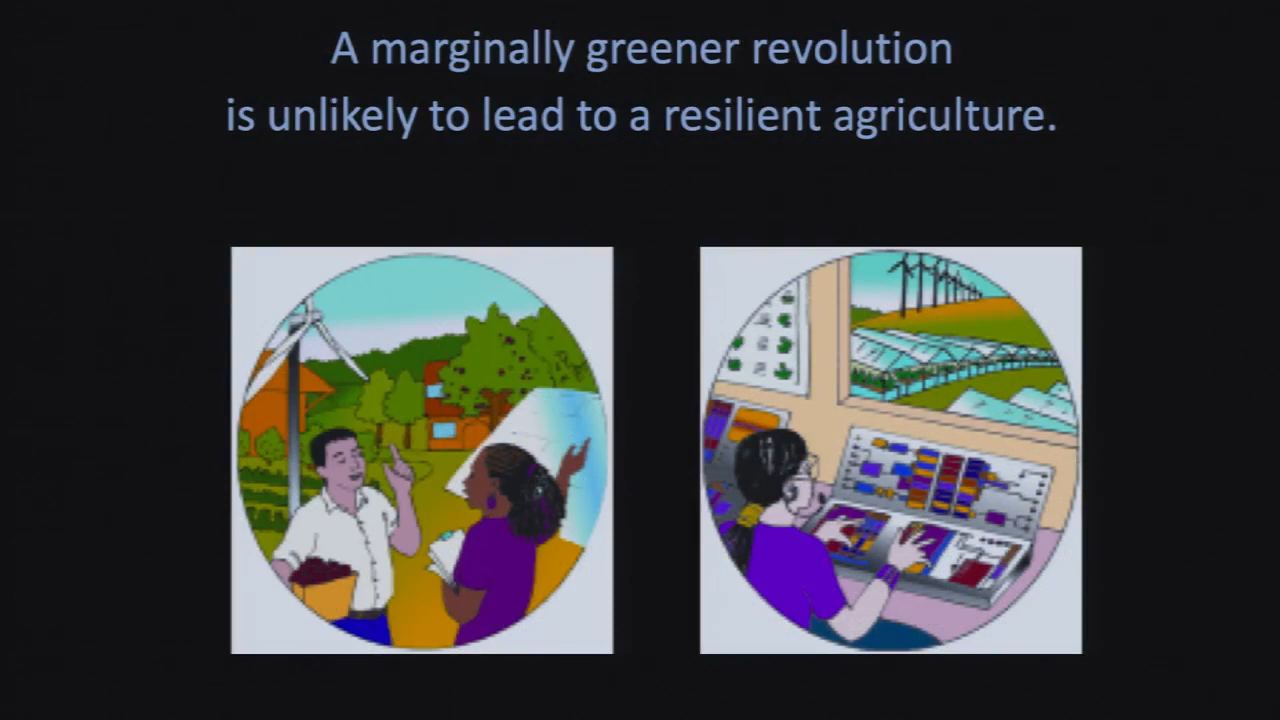 A marginally greener revolution
is unlikely to lead to a resilient agriculture.